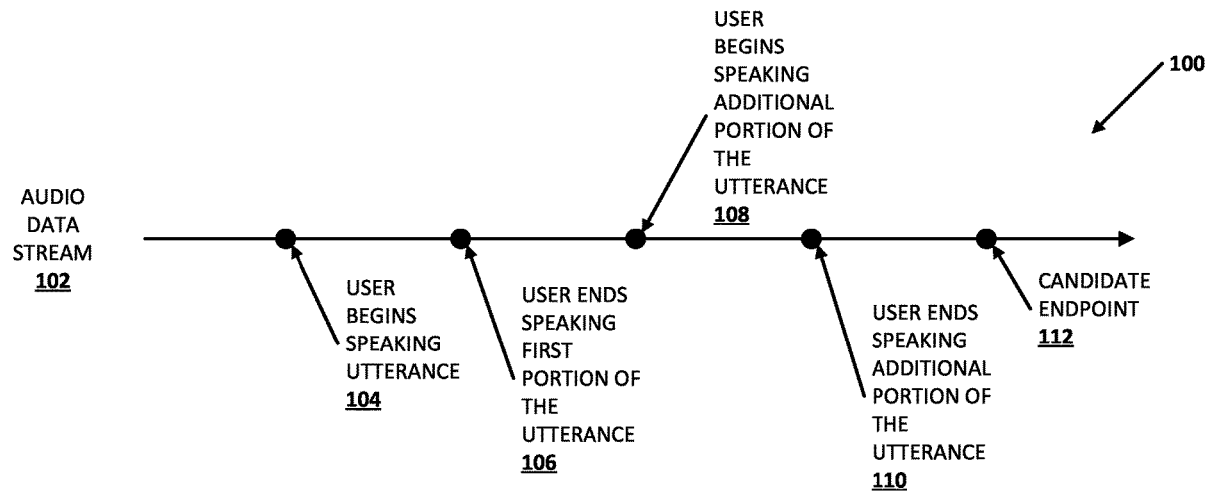 USER
BEGINS
SPEAKING
ADDITIONAL
PORTION OF
THE
UTTERANCE
108
100
AUDIO
DATA
STREAM
102
USER
BEGINS
SPEAKING
UTTERANCE
104
USER ENDS
SPEAKING
FIRST
PORTION OF
THE
UTTERANCE
106
USER ENDS
SPEAKING
ADDITIONAL
PORTION OF
THE
UTTERANCE
110
CANDIDATE
ENDPOINT
112